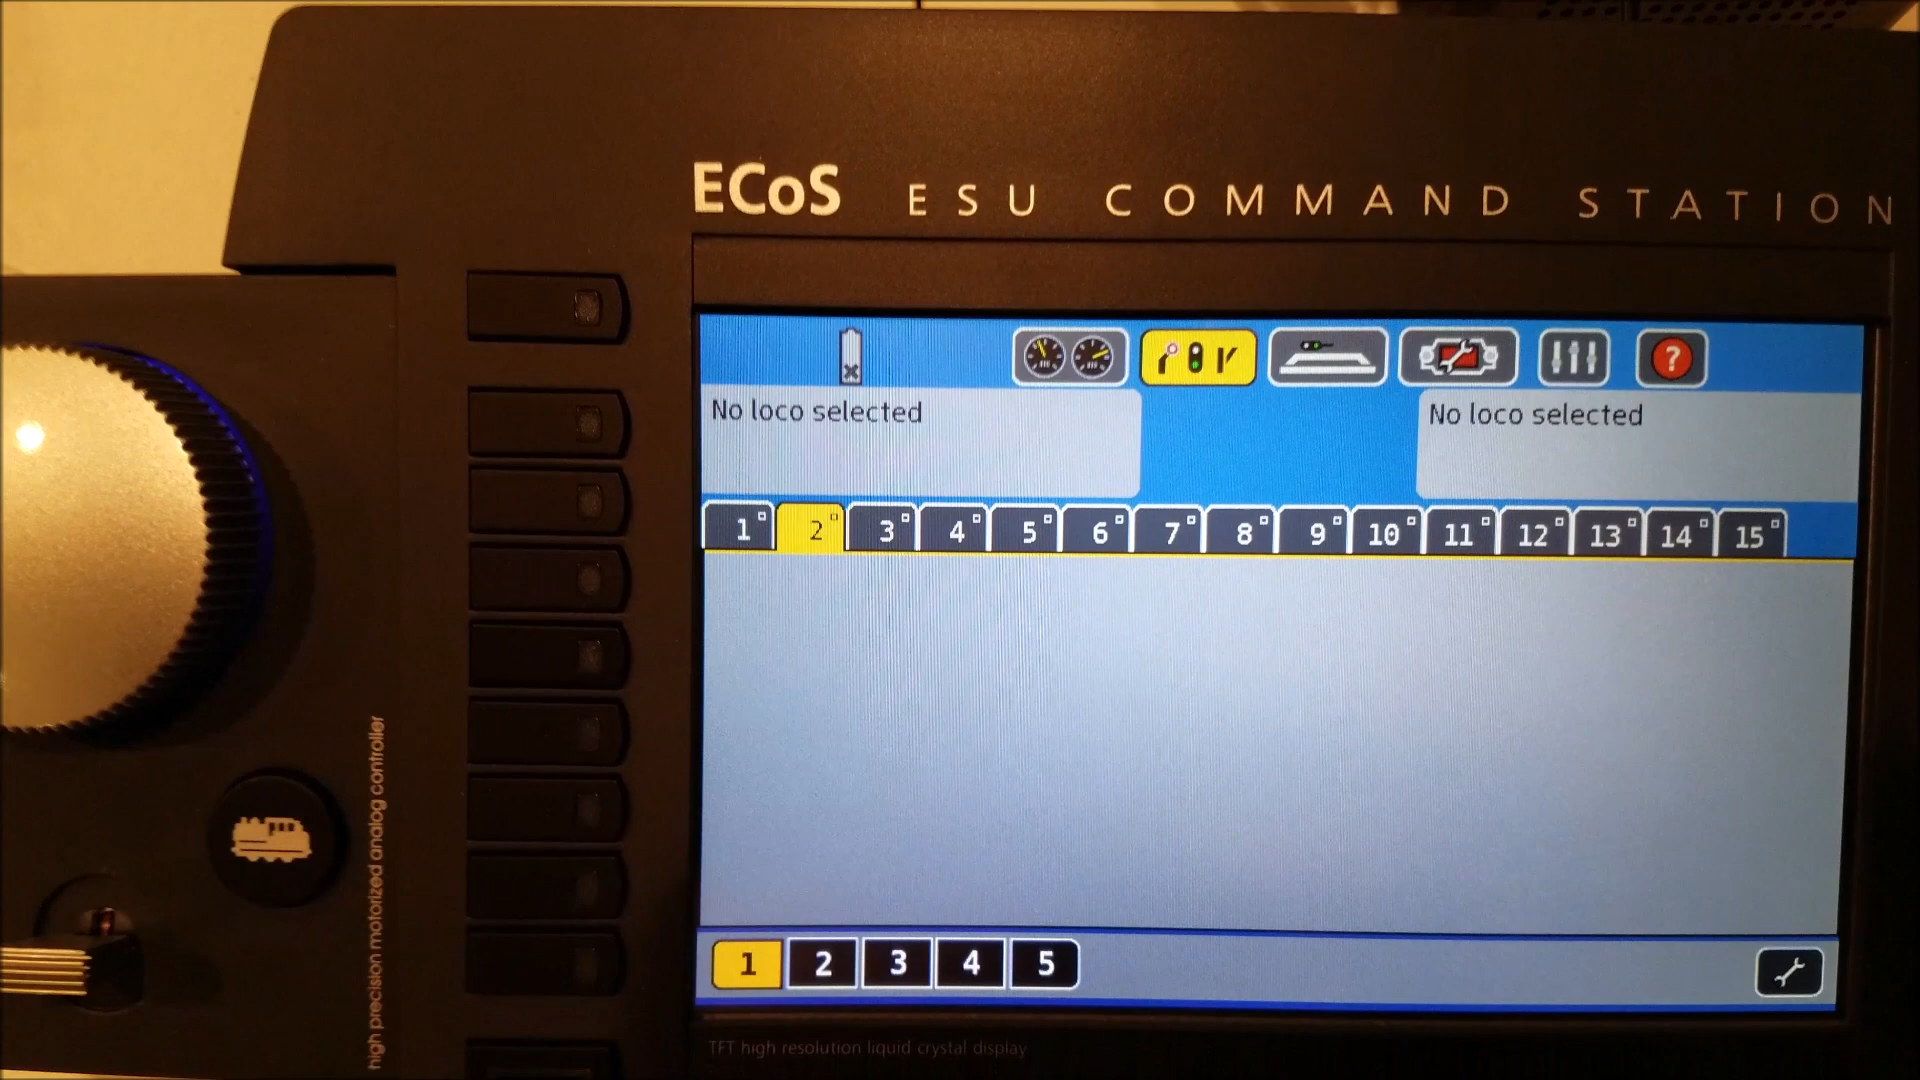 ECoS ESU COMMAND STATION
?
No loco selected
No loco selected
1 2 3 4 5 6 7 8 9 10 11 12 13 14 15
1 2 3 4 5
high precision motorized analog controller
TFT high resolution liquid crystal display